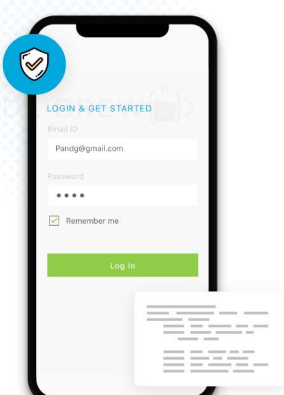 LOGIN & GET STARTED
Email ID
Pandg@gmail.com
Password
Remember me
Log In